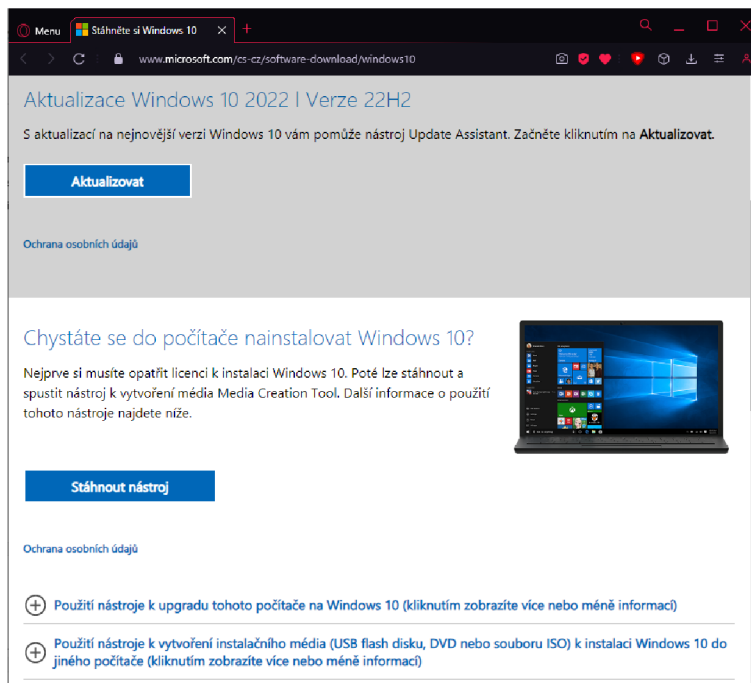 Menu
Stáhněte si Windows 10
www.microsoft.com/cs-cz/software-download/windows10
Aktualizace Windows 10 2022 l Verze 22H2
S aktualizací na nejnovější verzi Windows 10 vám pomůže nástroj Update Assistant. Začněte kliknutím na Aktualizovat.
Aktualizovat
Ochrana osobních údajů
Chystáte se do počítače nainstalovat Windows 10?
Nejprve si musíte opatřit licenci k instalaci Windows 10. Poté lze stáhnout a
spustit nástroj k vytvoření média Media Creation Tool. Další informace o použití
tohoto nástroje najdete níže.
Stáhnout nástroj
Ochrana osobních údajů
Použití nástroje k upgradu tohoto počítače na Windows 10 (kliknutím zobrazíte více nebo méně informací)
Použití nástroje k vytvoření instalačního média (USB flash disku, DVD nebo souboru ISO) k instalaci Windows 10 do
jiného počítače (kliknutím zobrazíte více nebo méně informací)